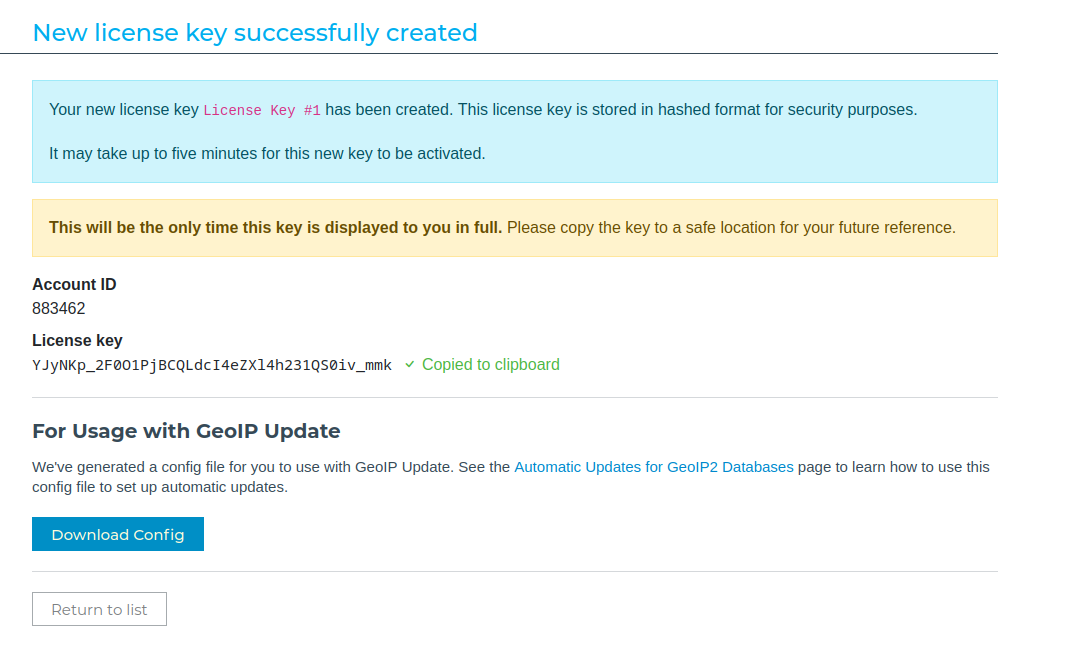 New license key successfully created
Your new license key License Key #1 has been created. This license key is stored in hashed format for security purposes.
It may take up to five minutes for this new key to be activated.
This will be the only time this key is displayed to you in full. Please copy the key to a safe location for your future reference.
Account ID
883462
License key
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 ✓ Copied to clipboard
For Usage with GeoIP Update
We've generated a config file for you to use with GeoIP Update. See the Automatic Updates for GeoIP2 Databases page to learn how to use this
config file to set up automatic updates.
Download Config
Return to list